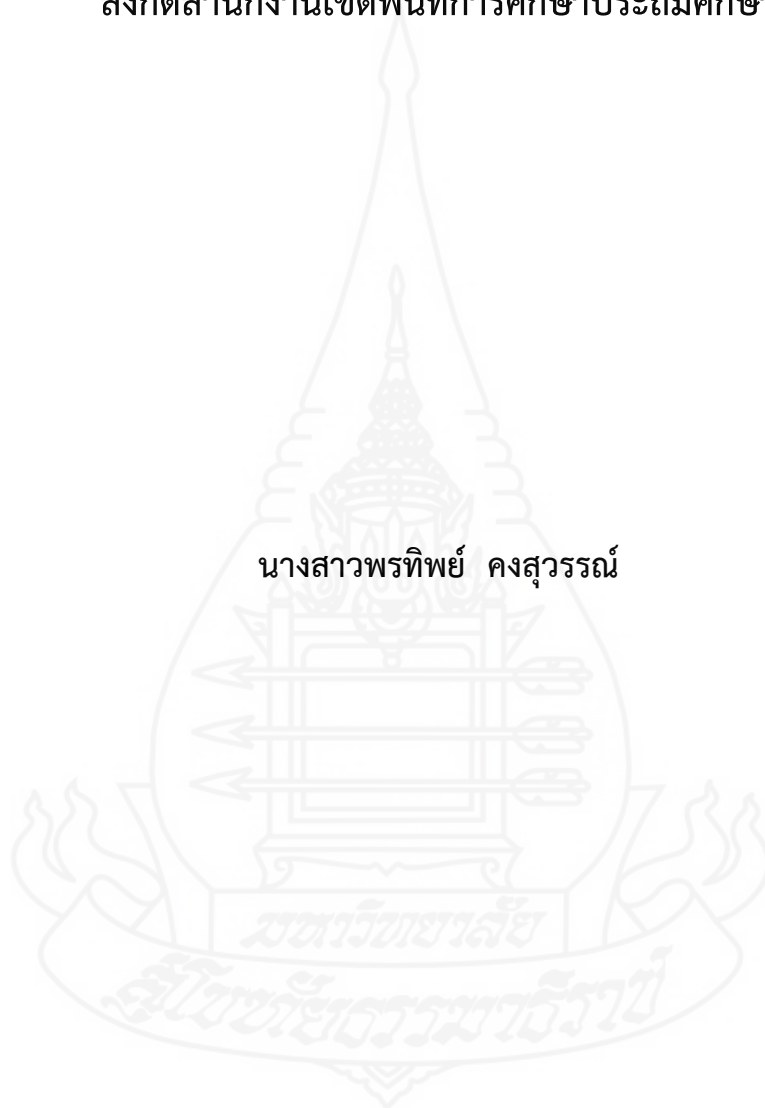 สังกัดสำนักงานเขตพื้นที่การศึกษาประถมศึกษา
นางสาวพรทิพย์ คงสุวรรณ์
มหาวิทยาลัย
สุโขทัยธรรมาธิราช